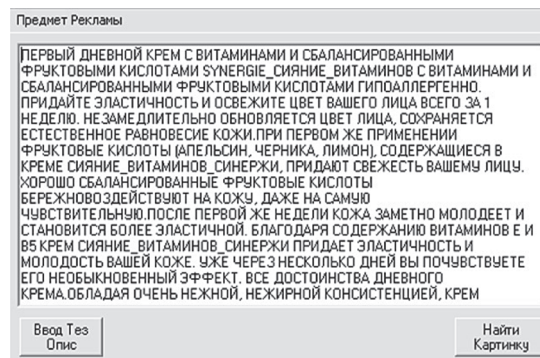 Предмет Рекламы
ПЕРВЫЙ ДНЕВНОЙ КРЕМ С ВИТАМИНАМИ И СБАЛАНСИРОВАННЫМИ
ФРУКТОВЫМИ КИСЛОТАМИ SYNERGIE_СИЯНИЕ_ВИТАМИНОВ С ВИТАМИНАМИ И
СБАЛАНСИРОВАННЫМИ ФРУКТОВЫМИ КИСЛОТАМИ ГИПОАЛЛЕРГЕННО.
ПРИДАЙТЕ ЭЛАСТИЧНОСТЬ И ОСВЕЖИТЕ ЦВЕТ ВАШЕГО ЛИЦА ВСЕГО ЗА 1
НЕДЕЛЮ. НЕЗАМЕДЛИТЕЛЬНО ОБНОВЛЯЕТСЯ ЦВЕТ ЛИЦА, СОХРАНЯЕТСЯ
ЕСТЕСТВЕННОЕ РАВНОВЕСИЕ КОЖИ.ПРИ ПЕРВОМ ЖЕ ПРИМЕНЕНИИ
ФРУКТОВЫЕ КИСЛОТЫ (АПЕЛЬСИН, ЧЕРНИКА, ЛИМОН), СОДЕРЖАЩИЕСЯ В
КРЕМЕ СИЯНИЕ_ВИТАМИНОВ_СИНЕРЖИ, ПРИДАЮТ СВЕЖЕСТЬ ВАШЕМУ ЛИЦУ.
ХОРОШО СБАЛАНСИРОВАННЫЕ ФРУКТОВЫЕ КИСЛОТЫ
БЕРЕЖНОВОЗДЕЙСТВУЮТ НА КОЖУ, ДАЖЕ НА САМУЮ
ЧУВСТВИТЕЛЬНУЮ.ПОСЛЕ ПЕРВОЙ ЖЕ НЕДЕЛИ КОЖА ЗАМЕТНО МОЛОДЕЕТ И
СТАНОВИТСЯ БОЛЕЕ ЭЛАСТИЧНОЙ. БЛАГОДАРЯ СОДЕРЖАНИЮ ВИТАМИНОВ Е И
В5 КРЕМ СИЯНИЕ_ВИТАМИНОВ_СИНЕРЖИ ПРИДАЕТ ЭЛАСТИЧНОСТЬ И
МОЛОДОСТЬ ВАШЕЙ КОЖЕ. УЖЕ ЧЕРЕЗ НЕСКОЛЬКО ДНЕЙ ВЫ ПОЧУВСТВУЕТЕ
ЕГО НЕОБЫКНОВЕННЫЙ ЭФФЕКТ. ВСЕ ДОСТОИНСТВА ДНЕВНОГО
КРЕМА.ОБЛАДАЯ ОЧЕНЬ НЕЖНОЙ, НЕЖИРНОЙ КОНСИСТЕНЦИЕЙ, КРЕМ
Ввод Тез
Опис
Найти
Картинку